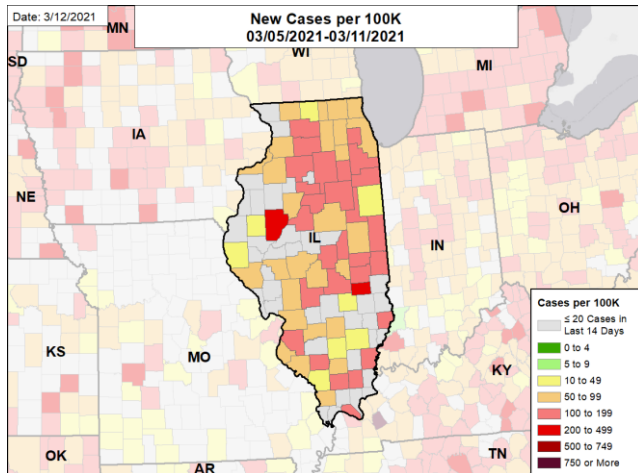 Date: 3/12/2021
New Cases per 100K
03/05/2021-03/11/2021
MN
WI
SD
MI
IA
NE
OH
IL
IN
KS
MO
KY
OK
AR
TN
Cases per 100K
≤ 20 Cases in
Last 14 Days
0 to 4
5 to 9
10 to 49
50 to 99
100 to 199
200 to 499
500 to 749
750 or More